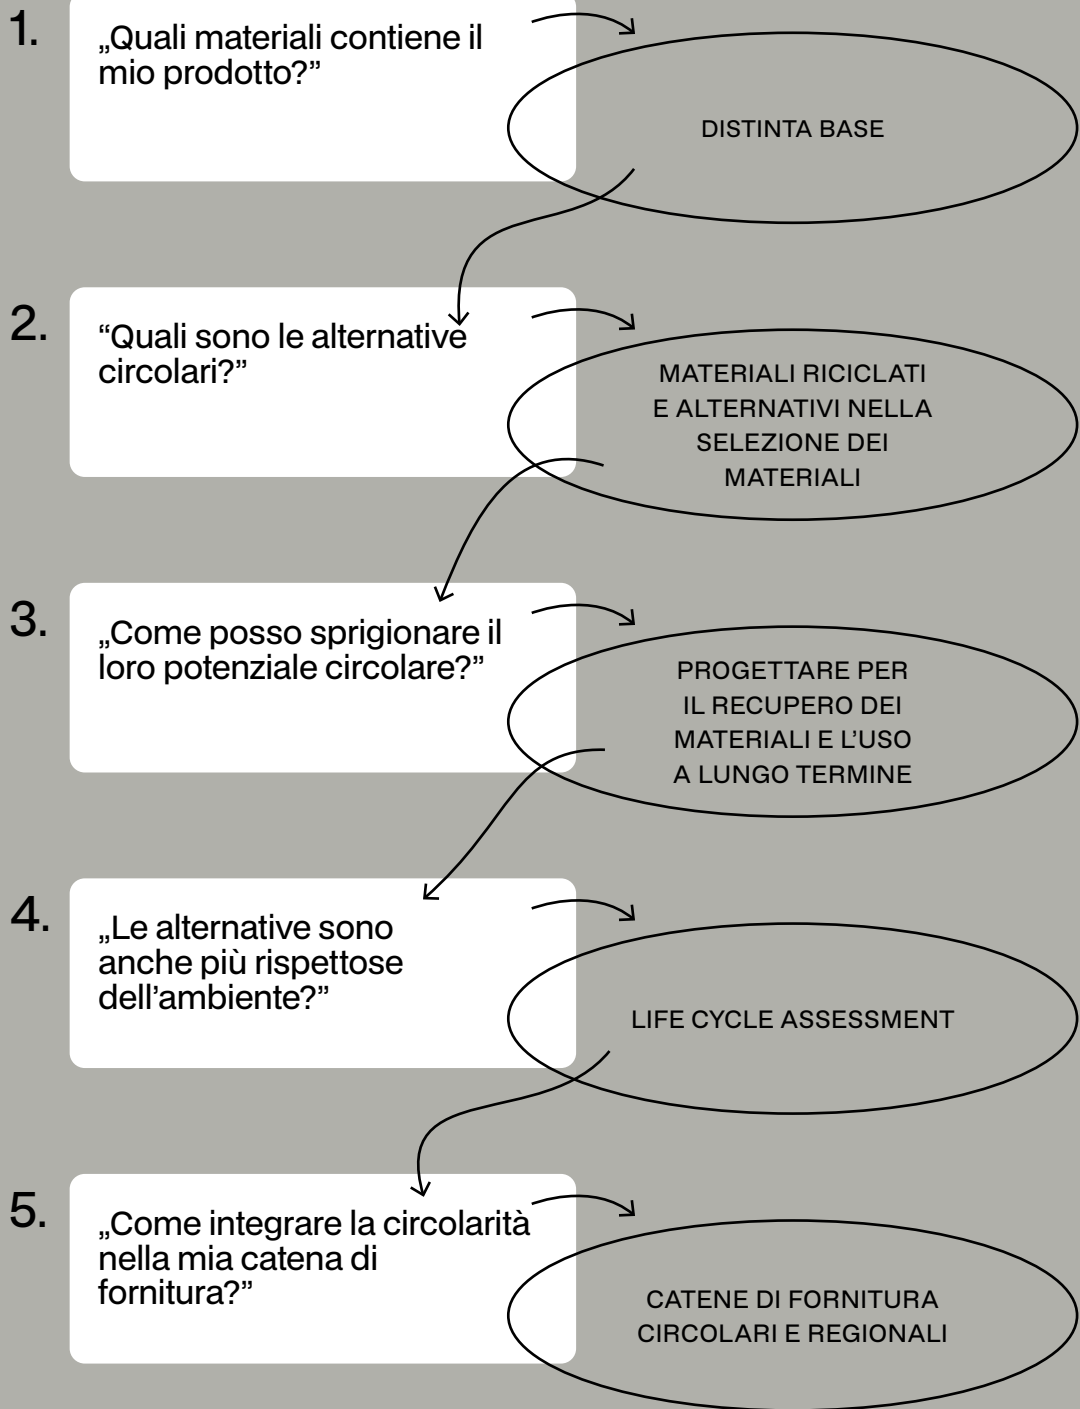 1.
„Quali materiali contiene il
mio prodotto?”
DISTINTA BASE
2.
“Quali sono le alternative
circolari?”
MATERIALI RICICLATI
E ALTERNATIVI NELLA
SELEZIONE DEI
MATERIALI
3.
„Come posso sprigionare il
loro potenziale circolare?”
PROGETTARE PER
IL RECUPERO DEI
MATERIALI E L’USO
A LUNGO TERMINE
4.
„Le alternative sono
anche più rispettose
dell’ambiente?”
LIFE CYCLE ASSESSMENT
5.
„Come integrare la circolarità
nella mia catena di
fornitura?”
CATENE DI FORNITURA
CIRCOLARI E REGIONALI